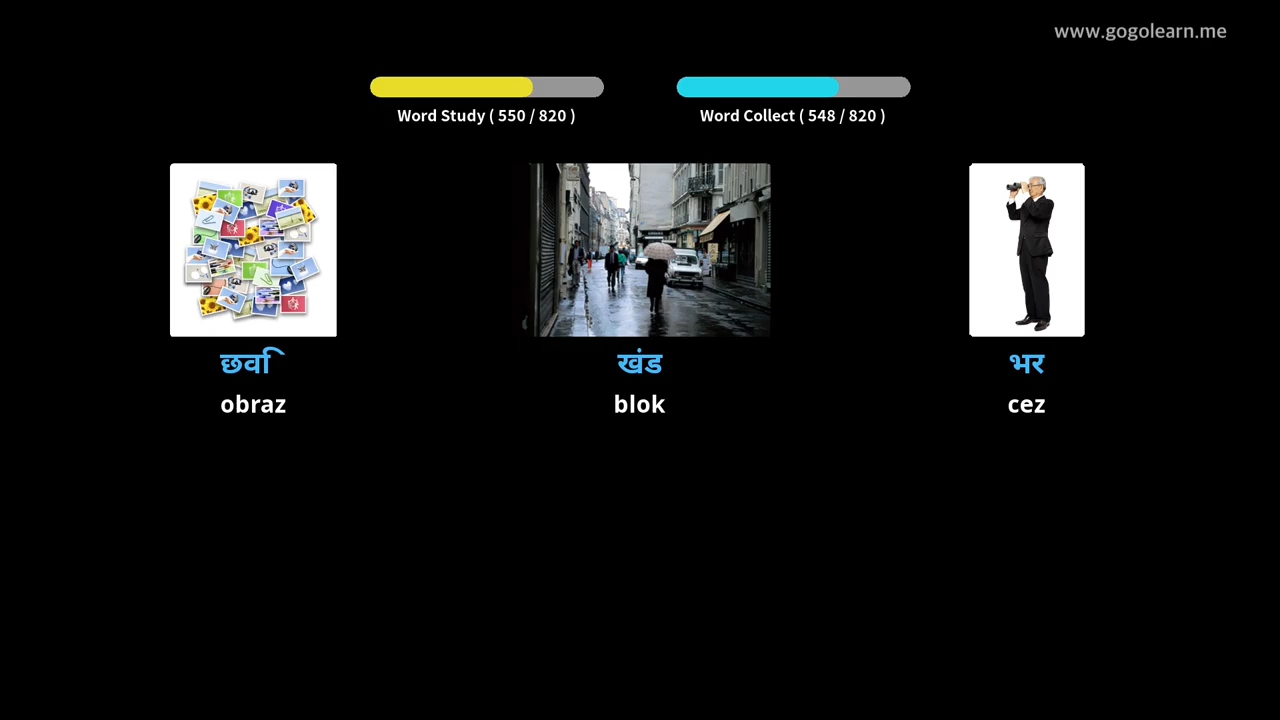 www.gogolearn.me
Word Study ( 550 / 820 )
Word Collect ( 548 / 820 )
छवि
खंड
भर
obraz
blok
cez